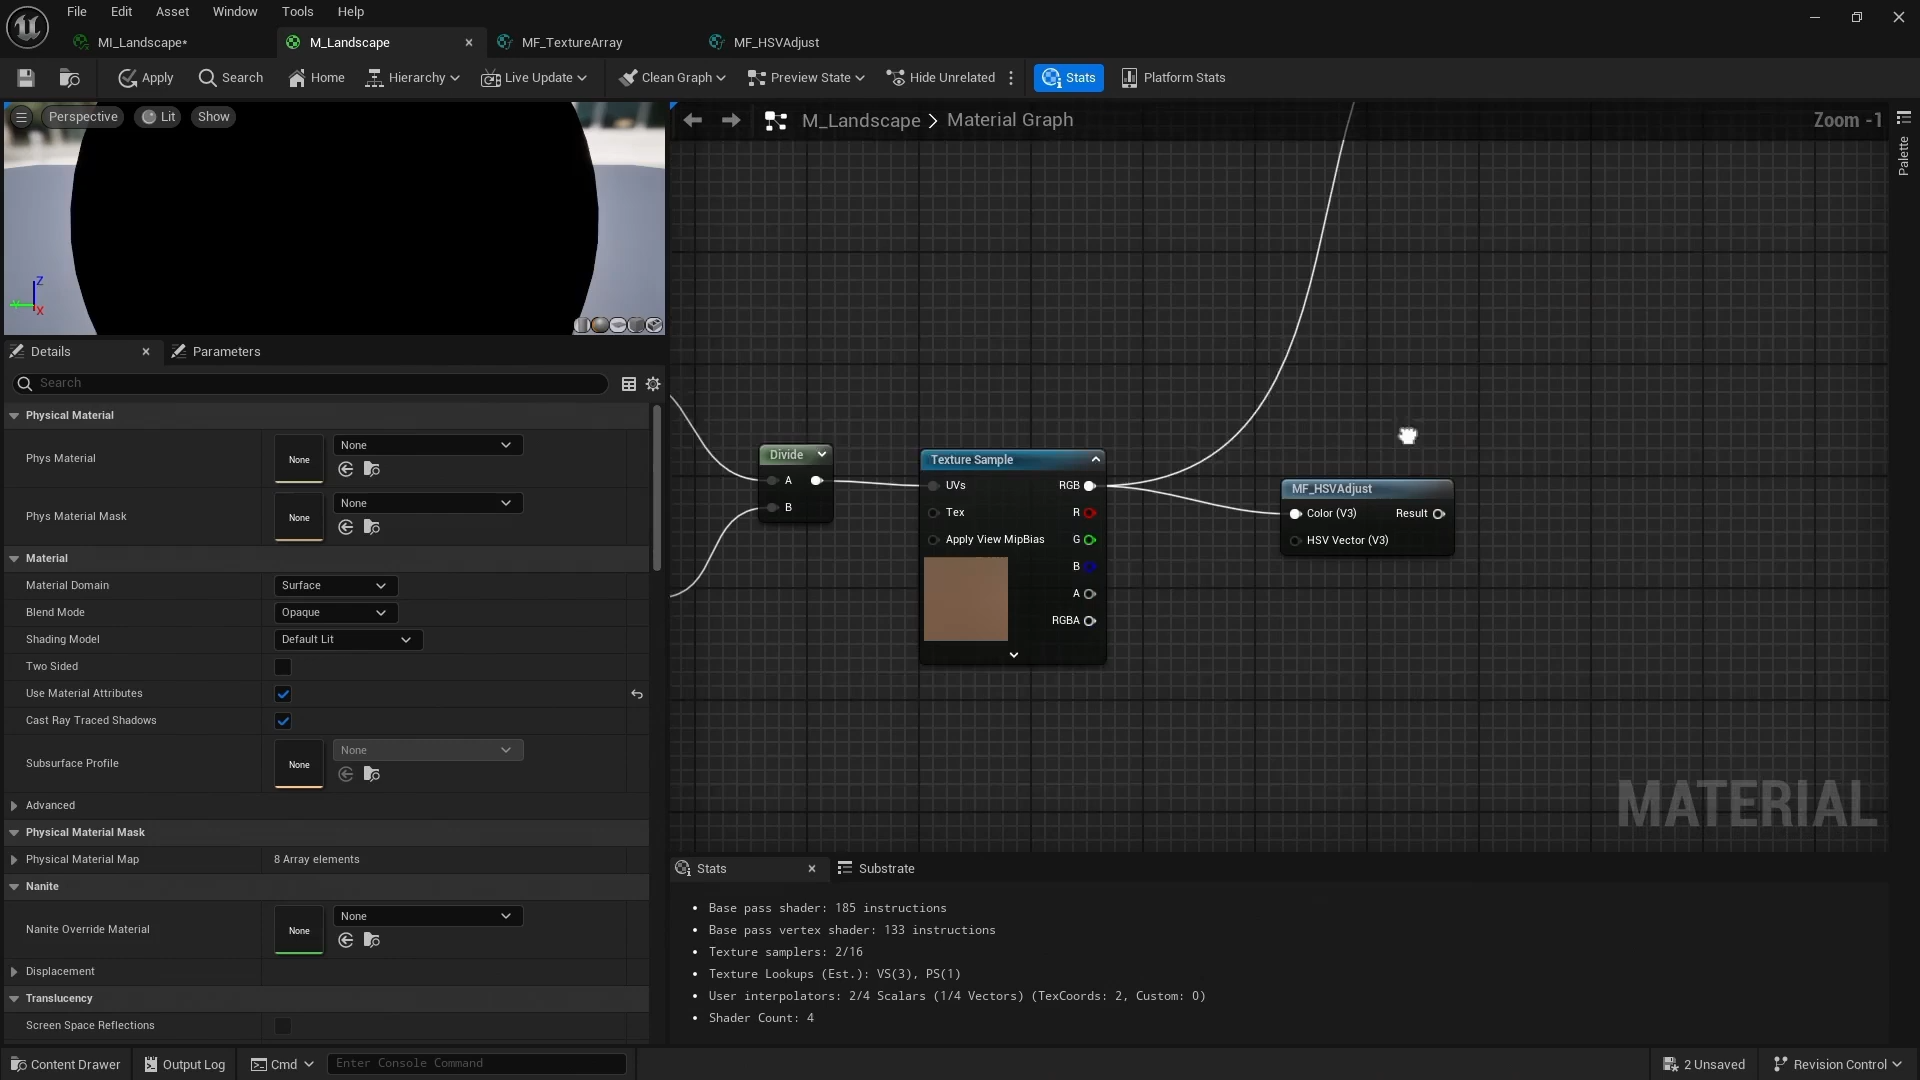 File Edit Asset Window Tools Help
MI_Landscape* M_Landscape MF_TextureArray MF_HSVAdjust
Apply Search Home Hierarchy Live Update Clean Graph Preview State Hide Unrelated Stats Platform Stats
Perspective Lit Show
M_Landscape > Material Graph
Zoom -1
Palette
Z
Y
X
Details Parameters
Search
Physical Material
Phys Material None None
Phys Material Mask None None
Material
Material Domain Surface
Blend Mode Opaque
Shading Model Default Lit
Two Sided
Use Material Attributes
Cast Ray Traced Shadows
Subsurface Profile None None
Advanced
Physical Material Mask
Physical Material Map 8 Array elements
Nanite
Nanite Override Material None None
Displacement
Translucency
Screen Space Reflections
Divide
A
B
Texture Sample
UVs RGB
Tex R
Apply View MipBias G
B
A
RGBA
MF_HSVAdjust
Color (V3) Result
HSV Vector (V3)
MATERIAL
Stats Substrate
• Base pass shader: 185 instructions
• Base pass vertex shader: 133 instructions
• Texture samplers: 2/16
• Texture Lookups (Est.): VS(3), PS(1)
• User interpolators: 2/4 Scalars (1/4 Vectors) (TexCoords: 2, Custom: 0)
• Shader Count: 4
Content Drawer Output Log Cmd Enter Console Command 2 Unsaved Revision Control